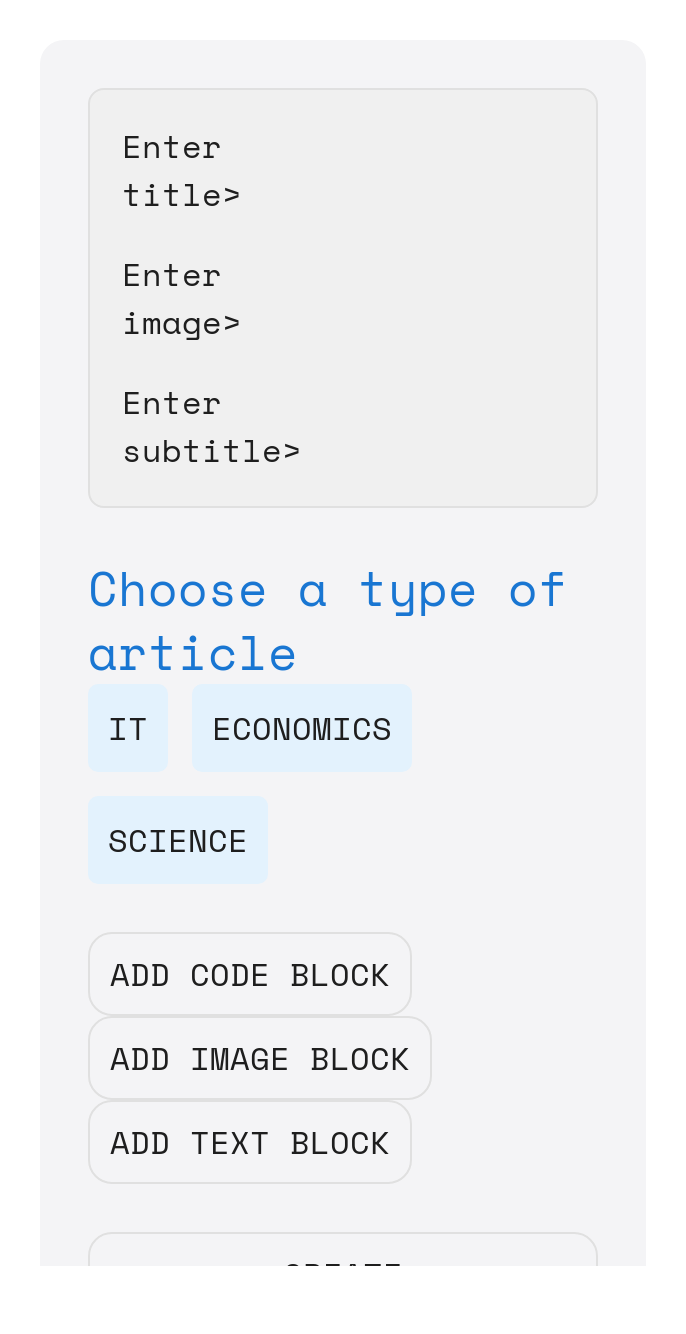 Enter
title>
Enter
image>
Enter
subtitle>
Choose a type of
article
IT ECONOMICS
SCIENCE
ADD CODE BLOCK
ADD IMAGE BLOCK
ADD TEXT BLOCK